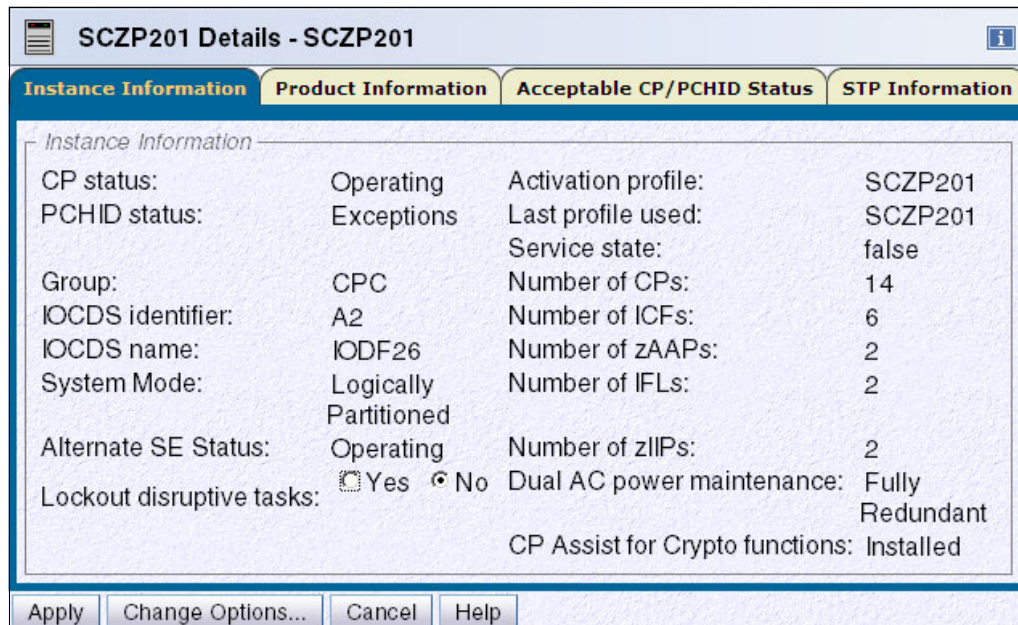 SCZP201 Details - SCZP201
Instance Information Product Information Acceptable CP/PCHID Status STP Information
Instance Information
CP status: Operating Activation profile: SCZP201
PCHID status: Exceptions Last profile used: SCZP201
Service state: false
Group: CPC Number of CPs: 14
IOCDS identifier: A2 Number of ICFs: 6
IOCDS name: IODF26 Number of zAAPs: 2
System Mode: Logically Number of IFLs: 2
Partitioned
Alternate SE Status: Operating Number of zIIPs: 2
Lockout disruptive tasks: Yes No Dual AC power maintenance: Fully
Redundant
CP Assist for Crypto functions: Installed
Apply Change Options... Cancel Help